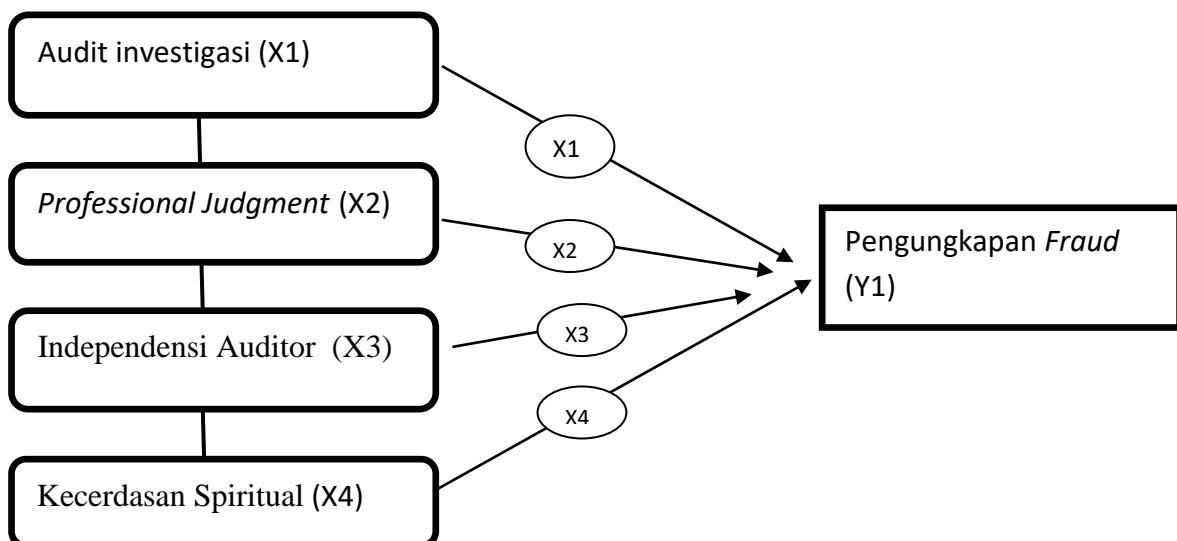 Audit investigasi (X1)
X1
Professional Judgment (X2)
X2
Pengungkapan Fraud
(Y1)
Independensi Auditor (X3)
X3
X4
Kecerdasan Spiritual (X4)